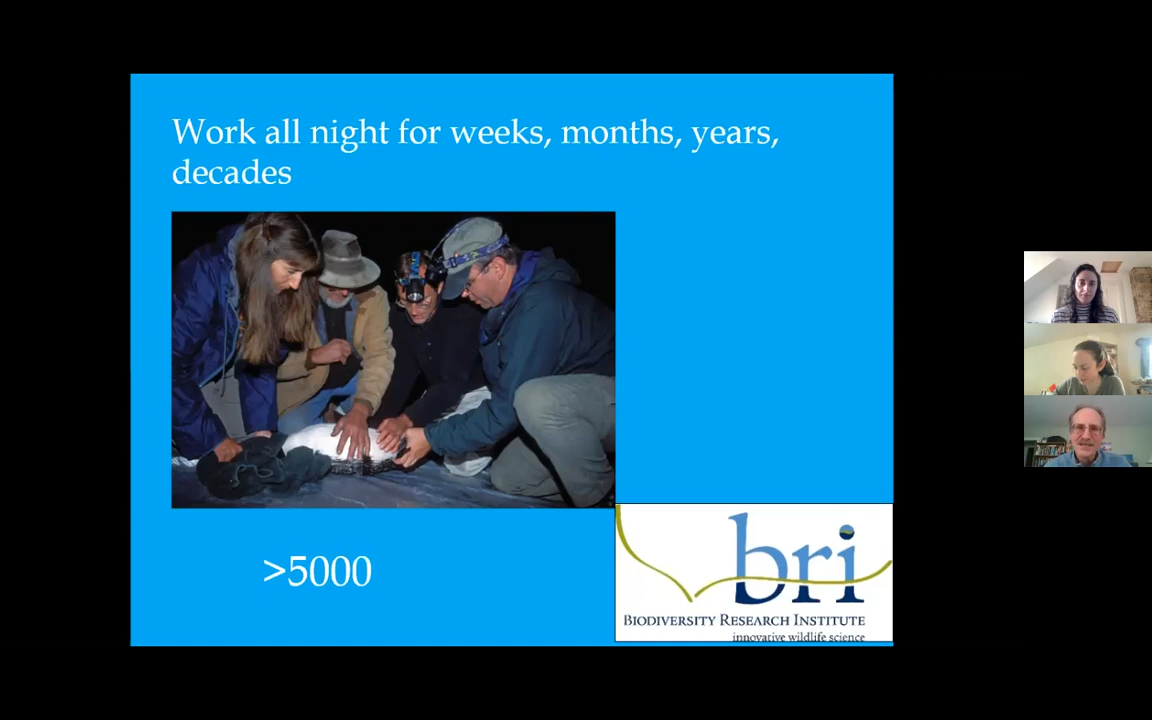 Work all night for weeks, months, years,
decades
>5000
bri
BIODIVERSITY RESEARCH INSTITUTE
innovative wildlife science